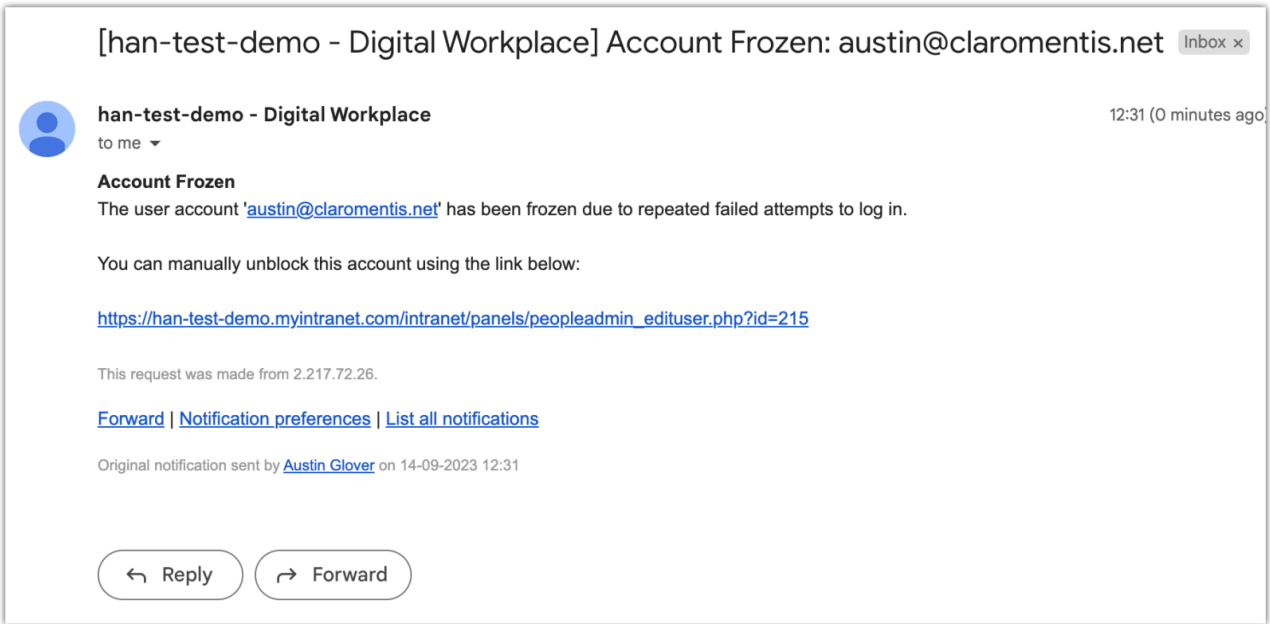 [han-test-demo - Digital Workplace] Account Frozen: austin@claromentis.net Inbox ×
han-test-demo - Digital Workplace 12:31 (0 minutes ago)
to me
Account Frozen
The user account 'austin@claromentis.net' has been frozen due to repeated failed attempts to log in.
You can manually unblock this account using the link below:
https://han-test-demo.myintranet.com/intranet/panels/peopleadmin_edituser.php?id=215
This request was made from 2.217.72.26.
Forward | Notification preferences | List all notifications
Original notification sent by Austin Glover on 14-09-2023 12:31
Reply Forward